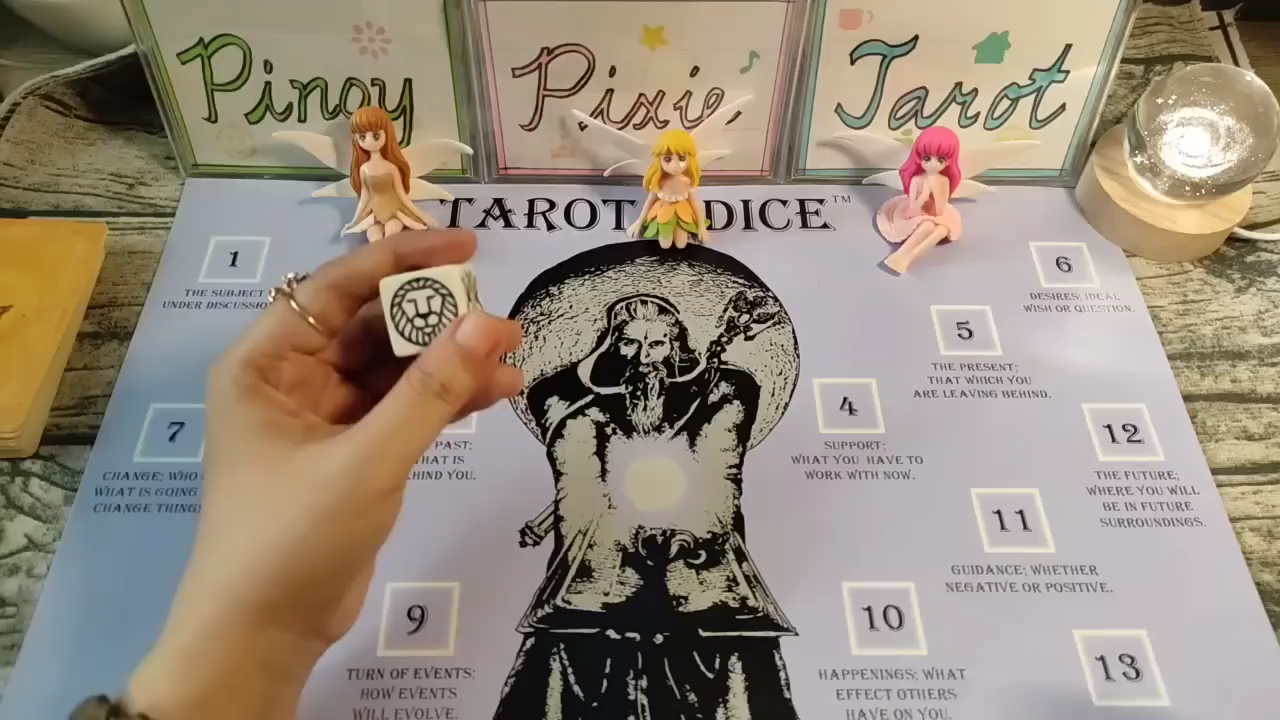 Pinoy
Pixie
Tarot
TAROT DICE™
1
THE SUBJECT
UNDER
6
DESIRES; IDEAL
WISH OR QUESTION.
5
THE PRESENT;
THAT WHICH YOU
ARE LEAVING BEHIND.
4
SUPPORT;
WHAT YOU HAVE TO
WORK WITH NOW.
7
CHANGE; WHO
WHAT IS GOING
CHANGE
PAST;
IS
YOU.
12
THE FUTURE;
WHERE YOU WILL
BE IN FUTURE
SURROUNDINGS.
11
GUIDANCE; WHETHER
NEGATIVE OR POSITIVE.
9
TURN OF EVENTS;
HOW EVENTS
WILL EVOLVE.
10
HAPPENINGS; WHAT
EFFECT OTHERS
HAVE ON YOU.
13